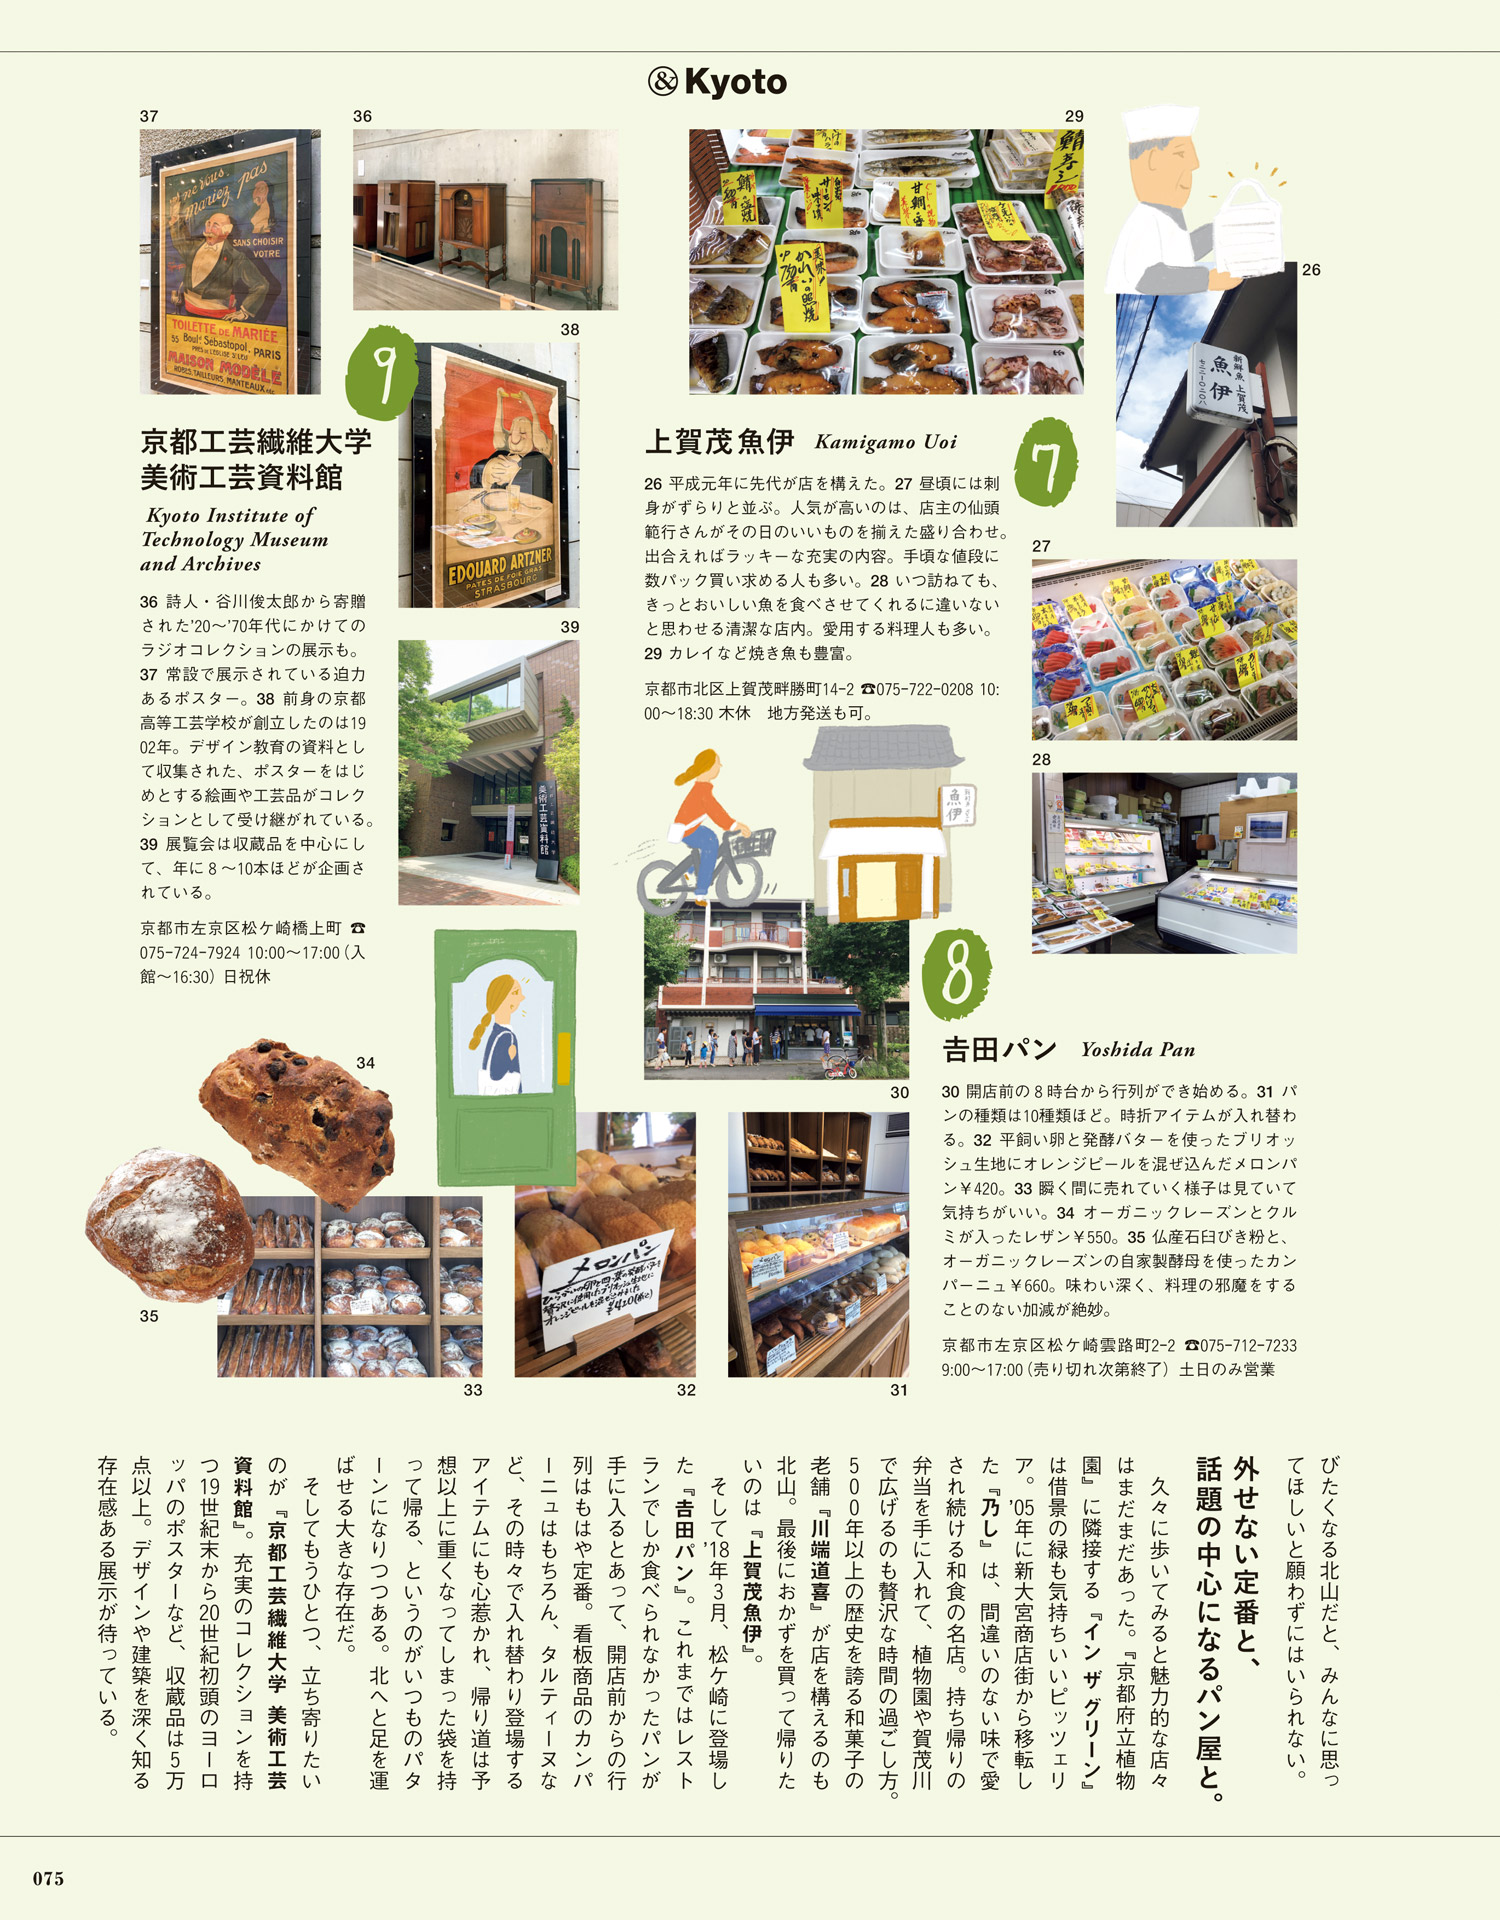 &Kyoto
37
36
29
26
38
9
7
27
39
28
8
34
30
35
33
32
31
上賀茂魚伊 Kamigamo Uoi
26 平成元年に先代が店を構えた。27 昼頃には刺
身がずらりと並ぶ。人気が高いのは、店主の仙頭
範行さんがその日のいいものを揃えた盛り合わせ。
出合えればラッキーな充実の内容。手頃な値段に
数パック買い求める人も多い。28 いつ訪ねても、
きっとおいしい魚を食べさせてくれるに違いない
と思わせる清潔な店内。愛用する料理人も多い。
29 カレイなど焼き魚も豊富。
京都市北区上賀茂畔勝町14-2 ☎075-722-0208 10:
00〜18:30 木休　地方発送も可。
𠮷田パン Yoshida Pan
30 開店前の8時台から行列ができ始める。31 パ
ンの種類は10種類ほど。時折アイテムが入れ替わ
る。32 平飼い卵と発酵バターを使ったブリオッ
シュ生地にオレンジピールを混ぜ込んだメロンパ
ン¥420。33 瞬く間に売れていく様子は見ていて
気持ちがいい。34 オーガニックレーズンとクル
ミが入ったレザン¥550。35 仏産石臼びき粉と、
オーガニックレーズンの自家製酵母を使ったカン
パーニュ¥660。味わい深く、料理の邪魔をする
ことのない加減が絶妙。
京都市左京区松ケ崎雲路町2-2 ☎075-712-7233
9:00〜17:00（売り切れ次第終了） 土日のみ営業
京都工芸繊維大学
美術工芸資料館
Kyoto Institute of
Technology Museum
and Archives
36 詩人・谷川俊太郎から寄贈
された’20〜’70年代にかけての
ラジオコレクションの展示も。
37 常設で展示されている迫力
あるポスター。38 前身の京都
高等工芸学校が創立したのは19
02年。デザイン教育の資料とし
て収集された、ポスターをはじ
めとする絵画や工芸品がコレク
ションとして受け継がれている。
39 展覧会は収蔵品を中心にし
て、年に8〜10本ほどが企画さ
れている。
京都市左京区松ケ崎橋上町 ☎
075-724-7924 10:00〜17:00（入
館〜16:30） 日祝休
mariez pas
SANS CHOISIR
VOTRE
TOILETTE DE MARIÉE
55 Boult Sébastopol, PARIS
MAISON MODÈLE
ROBES, TAILLEURS, MANTEAUX
EDOUARD ARTZNER
PATES DE FOIE GRAS
STRASBOURG
美術工芸資料館
新鮮魚 上賀茂
魚伊
七二二-〇二〇八
魚伊
かれいの照焼
メロンパン
¥420
びたくなる北山だと、みんなに思っ
てほしいと願わずにはいられない。
外せない定番と、
話題の中心になるパン屋と。
久々に歩いてみると魅力的な店々
はまだまだあった。『京都府立植物
園』に隣接する『イン ザ グリーン』
は借景の緑も気持ちいいピッツェリ
ア。’05年に新大宮商店街から移転し
た『乃し』は、間違いのない味で愛
され続ける和食の名店。持ち帰りの
弁当を手に入れて、植物園や賀茂川
で広げるのも贅沢な時間の過ごし方。
500年以上の歴史を誇る和菓子の
老舗『川端道喜』が店を構えるのも
北山。最後におかずを買って帰りた
いのは『上賀茂魚伊』。
そして’18年3月、松ケ崎に登場し
た『𠮷田パン』。これまではレスト
ランでしか食べられなかったパンが
手に入るとあって、開店前からの行
列はもはや定番。看板商品のカンパ
ーニュはもちろん、タルティーヌな
ど、その時々で入れ替わり登場する
アイテムにも心惹かれ、帰り道は予
想以上に重くなってしまった袋を持
って帰る、というのがいつものパタ
ーンになりつつある。北へと足を運
ばせる大きな存在だ。
そしてもうひとつ、立ち寄りたい
のが『京都工芸繊維大学 美術工芸
資料館』。充実のコレクションを持
つ19世紀末から20世紀初頭のヨーロ
ッパのポスターなど、収蔵品は5万
点以上。デザインや建築を深く知る
存在感ある展示が待っている。
075